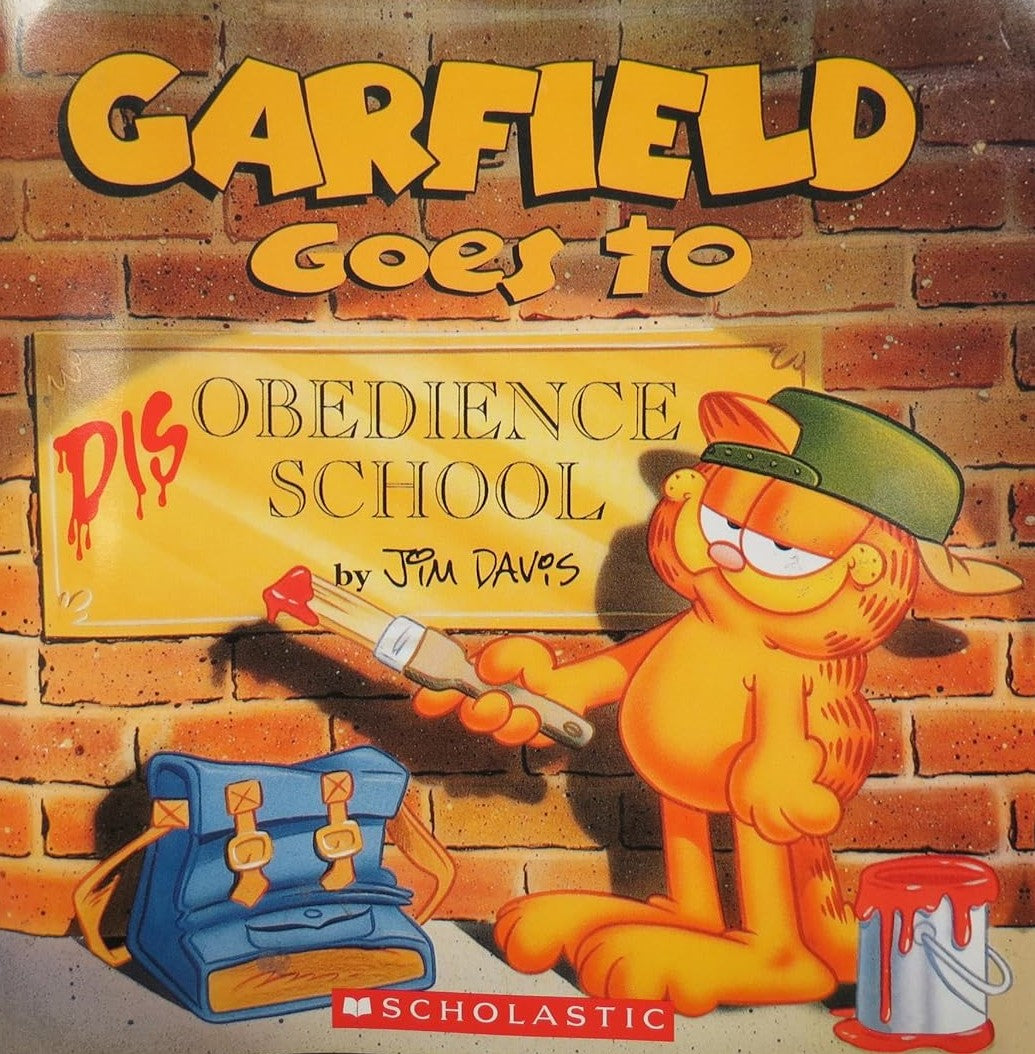 GARFIELD
Goes to
DIS OBEDIENCE
SCHOOL
by JiM DAViS
SCHOLASTIC